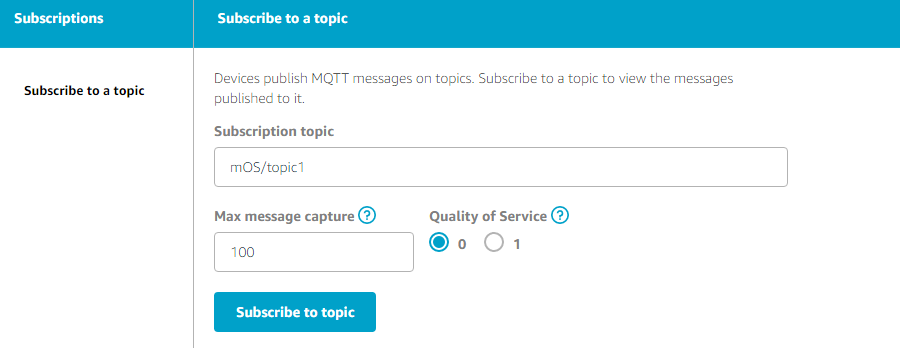 Subscriptions
Subscribe to a topic
Subscribe to a topic
Devices publish MQTT messages on topics. Subscribe to a topic to view the messages
published to it.
Subscription topic
mOS/topic1
Max message capture ?
Quality of Service ?
100
0 1
Subscribe to topic